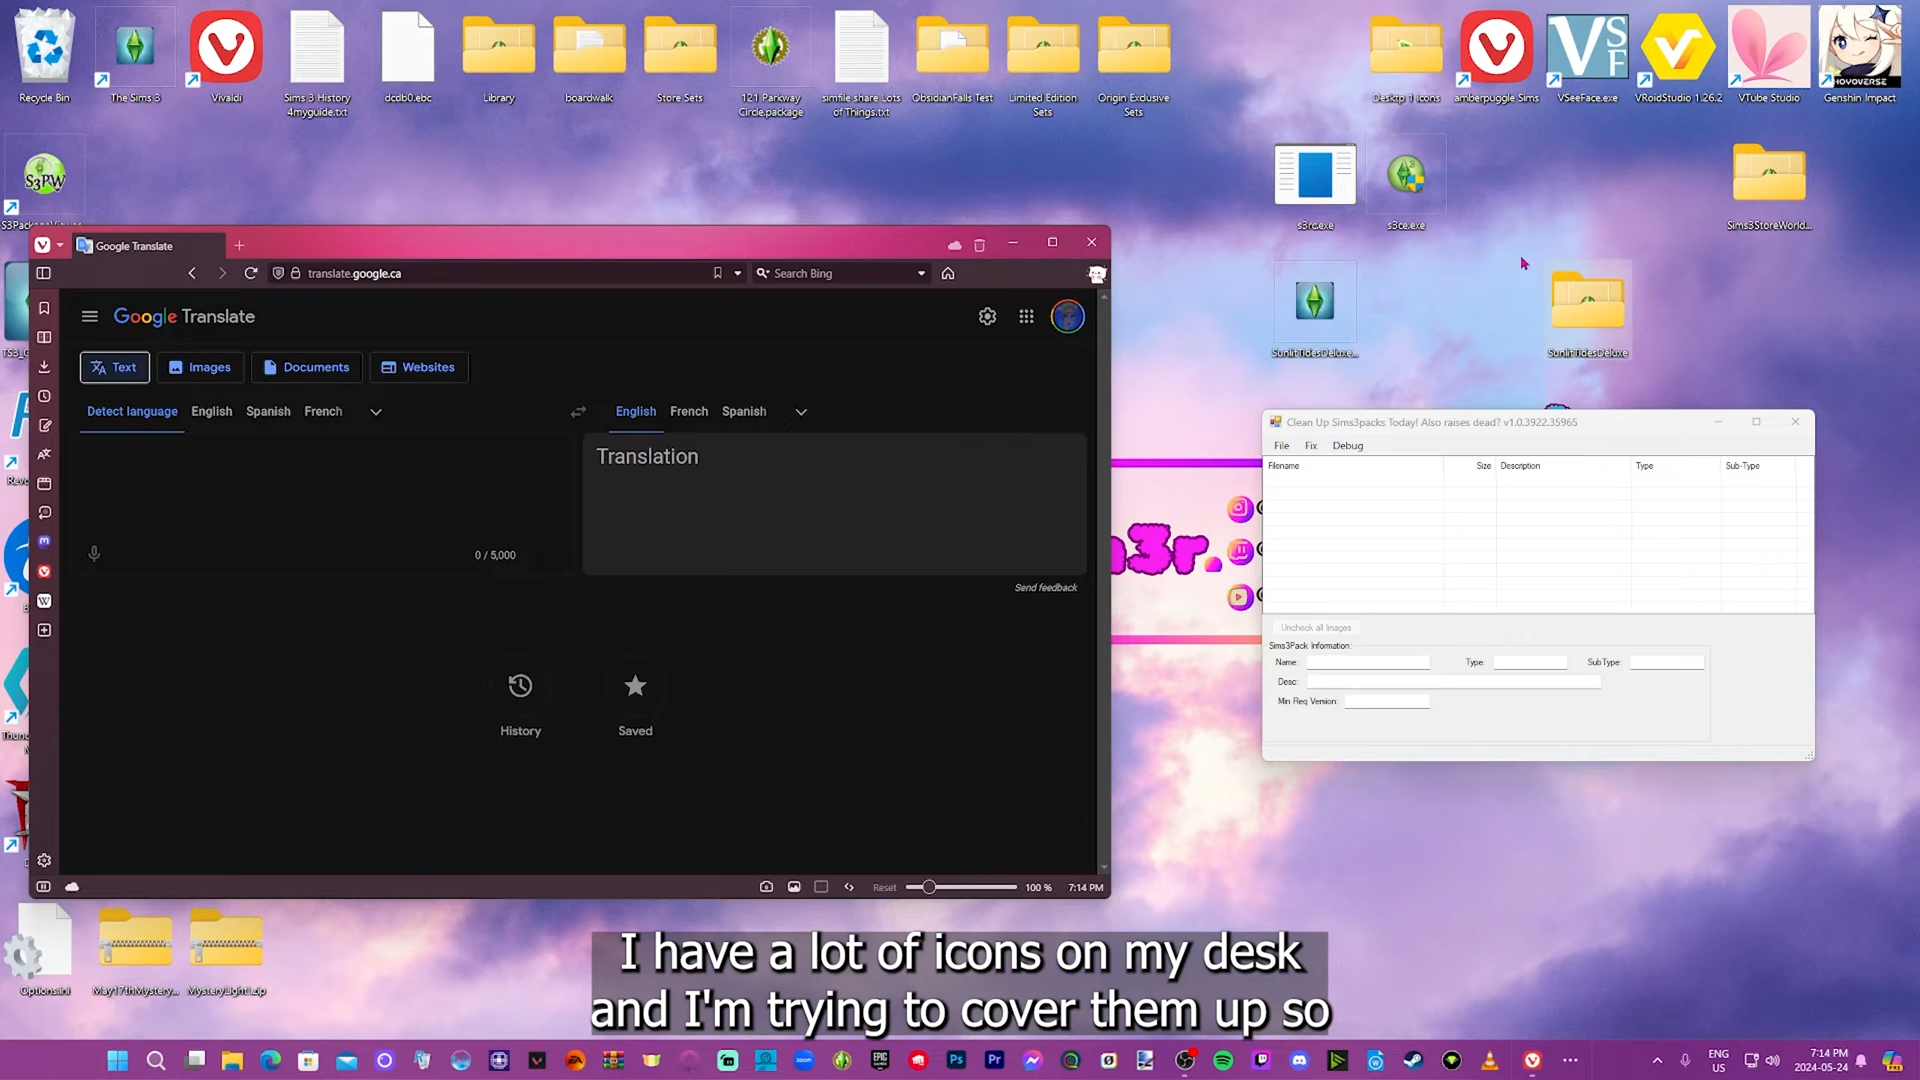 Recycle Bin
The Sims 3
Vivaldi
Sims 3 History
4myguide.txt
dcdb0.ebc
Library
boardwalk
Store Sets
121 Parkway
Circle.package
simfile share Lots
of Things.txt
ObsidianFalls Test
Limited Edition
Sets
Origin Exclusive
Sets
Desktp 1 icons
amberpuggle Sims
VSeeFace.exe
VRoidStudio 1.26.2
VTube Studio
Genshin Impact
HOYOVERSE
S3PW
s3rc.exe
s3ce.exe
Sims3StoreWorld...
SunlitTidesDeluxe...
SunlitTidesDeluxe
Google Translate
translate.google.ca
Search Bing
Google Translate
Text
Images
Documents
Websites
Detect language
English
Spanish
French
English
French
Spanish
Translation
0 / 5,000
Send feedback
History
Saved
Reset
100 %
7:14 PM
Clean Up Sims3packs Today! Also raises dead? v1.0.3922.35965
File
Fix
Debug
Filename
Size
Description
Type
Sub-Type
Uncheck all Images
Sims3Pack Information:
Name:
Type:
SubType:
Desc:
Min Req Version:
3r.
Options.ini
May17thMystery...
MysteryLight1.zip
I have a lot of icons on my desk
and I'm trying to cover them up so
ENG
US
7:14 PM
2024-05-24